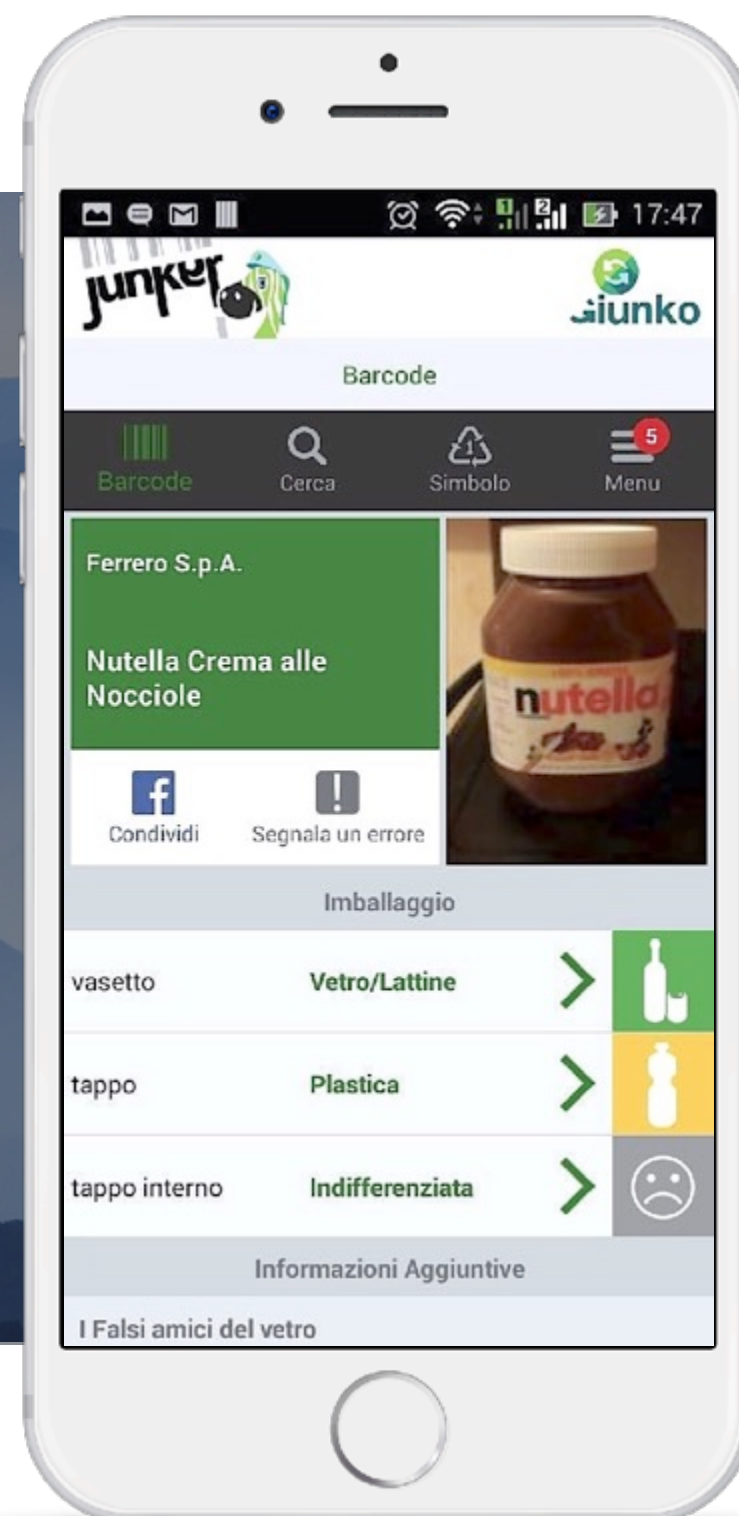 17:47
junker
Giunko
Barcode
Barcode
Cerca
1
Simbolo
5
Menu
Ferrero S.p.A.
Nutella Crema alle
Nocciole
nutella
f
Condividi
!
Segnala un errore
Imballaggio
vasetto Vetro/Lattine
tappo Plastica
tappo interno Indifferenziata
Informazioni Aggiuntive
I Falsi amici del vetro